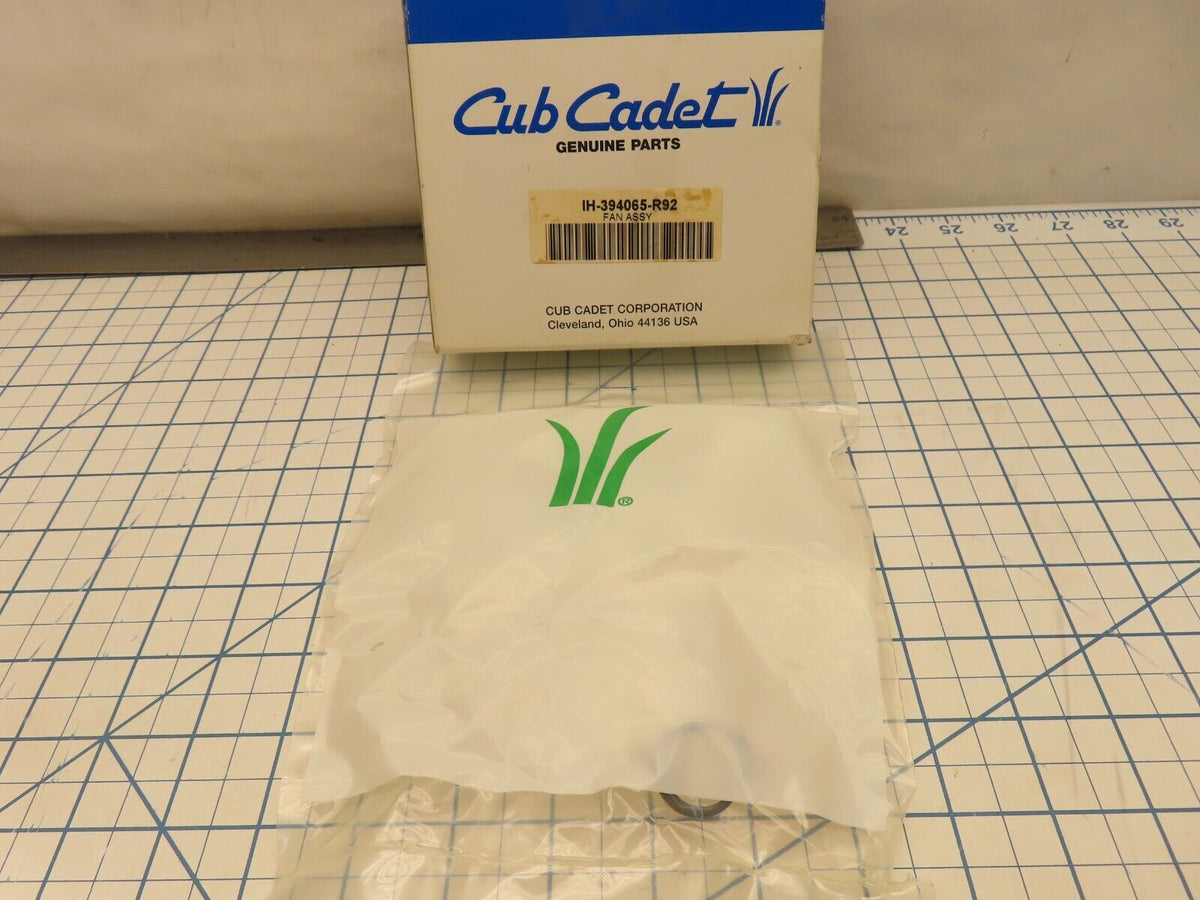 Cub Cadet ®
GENUINE PARTS
IH-394065-R92
FAN ASSY
CUB CADET CORPORATION
Cleveland, Ohio 44136 USA
24 25 26 27 28 29
®